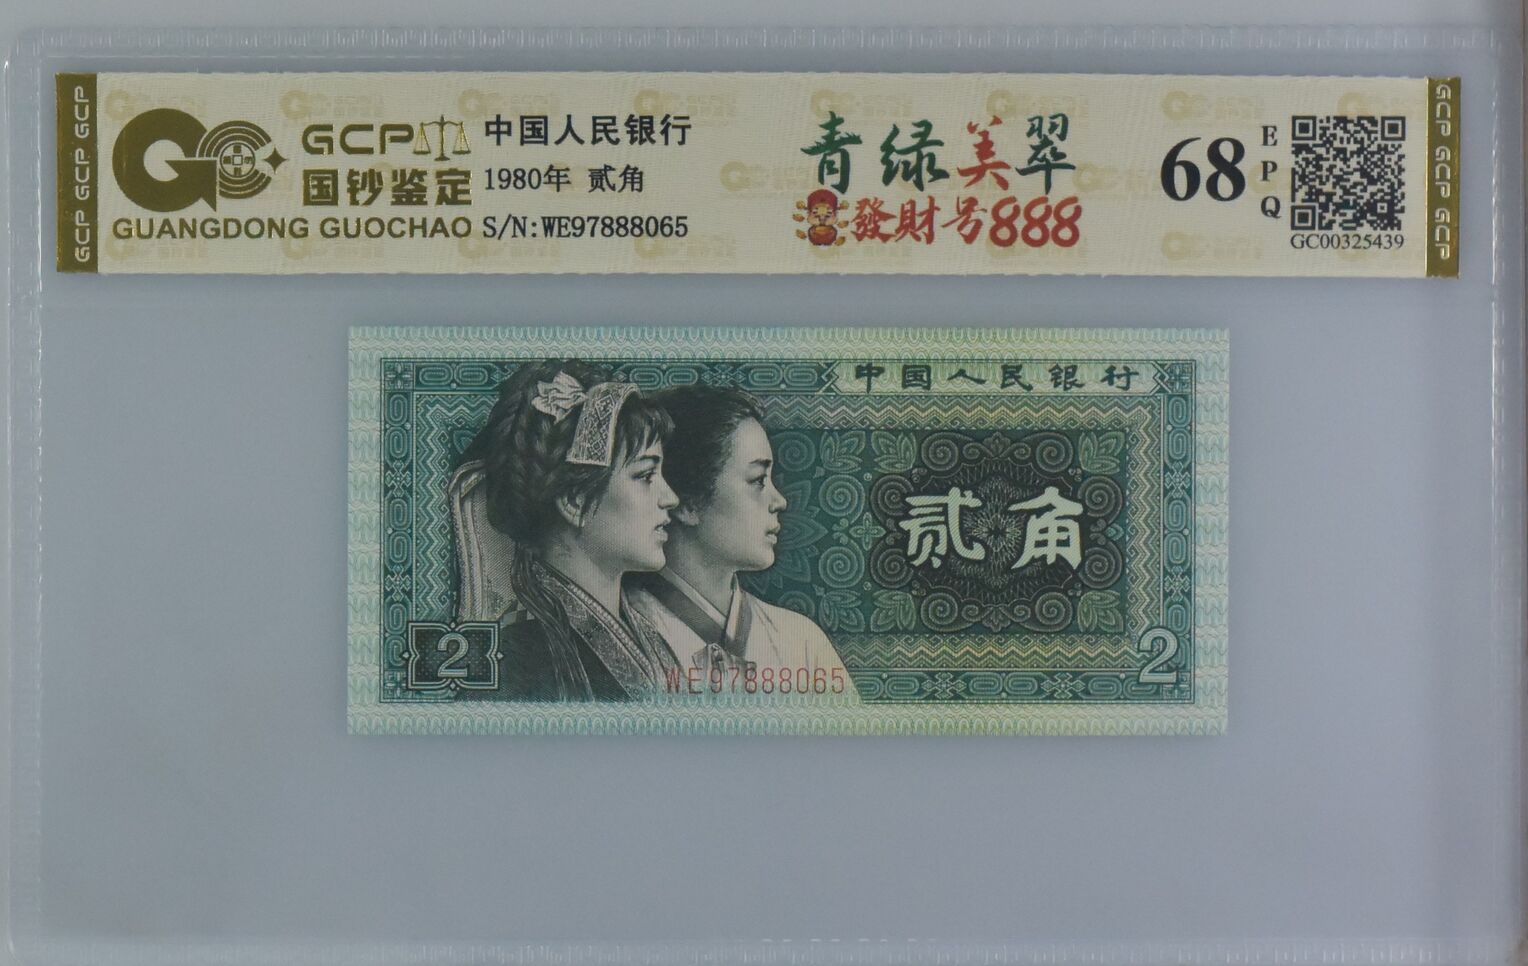 GCP GCP GCP
GCP
国钞鉴定
GUANGDONG GUOCHAO
中国人民银行
1980年 贰角
S/N:WE97888065
青绿美翠
發財号888
68
EPQ
GC00325439
GCP GCP GCP
中国人民银行
贰角
2
2
WE97888065